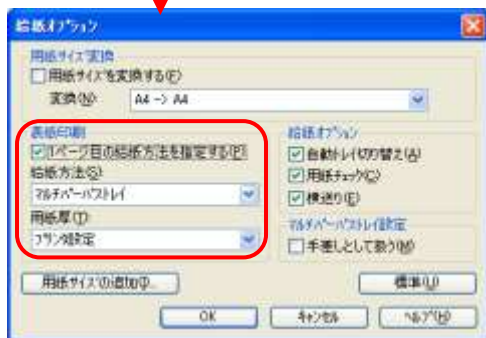 給紙オプション
用紙サイズ変換
用紙サイズを変換する(E)
変換(N) A4 -> A4
表紙印刷
1ページ目の給紙方法を指定する(P)
給紙方法(S)
マルチパーパストレイ
用紙厚(T)
プリンタ設定
給紙オプション
自動トレイ切り替え(A)
用紙チェック(C)
横送り(E)
マルチパーパストレイ設定
手差しとして扱う(M)
用紙サイズの追加(I)...
標準(U)
OK
キャンセル
ヘルプ(H)